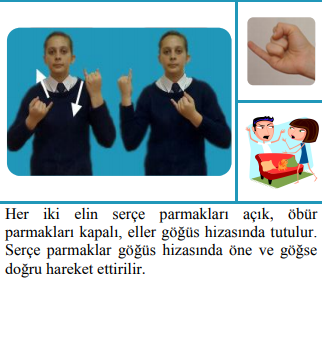 Her iki elin serçe parmakları açık, öbür
parmakları kapalı, eller göğüs hizasında tutulur.
Serçe parmaklar göğüs hizasında öne ve göğse
doğru hareket ettirilir.